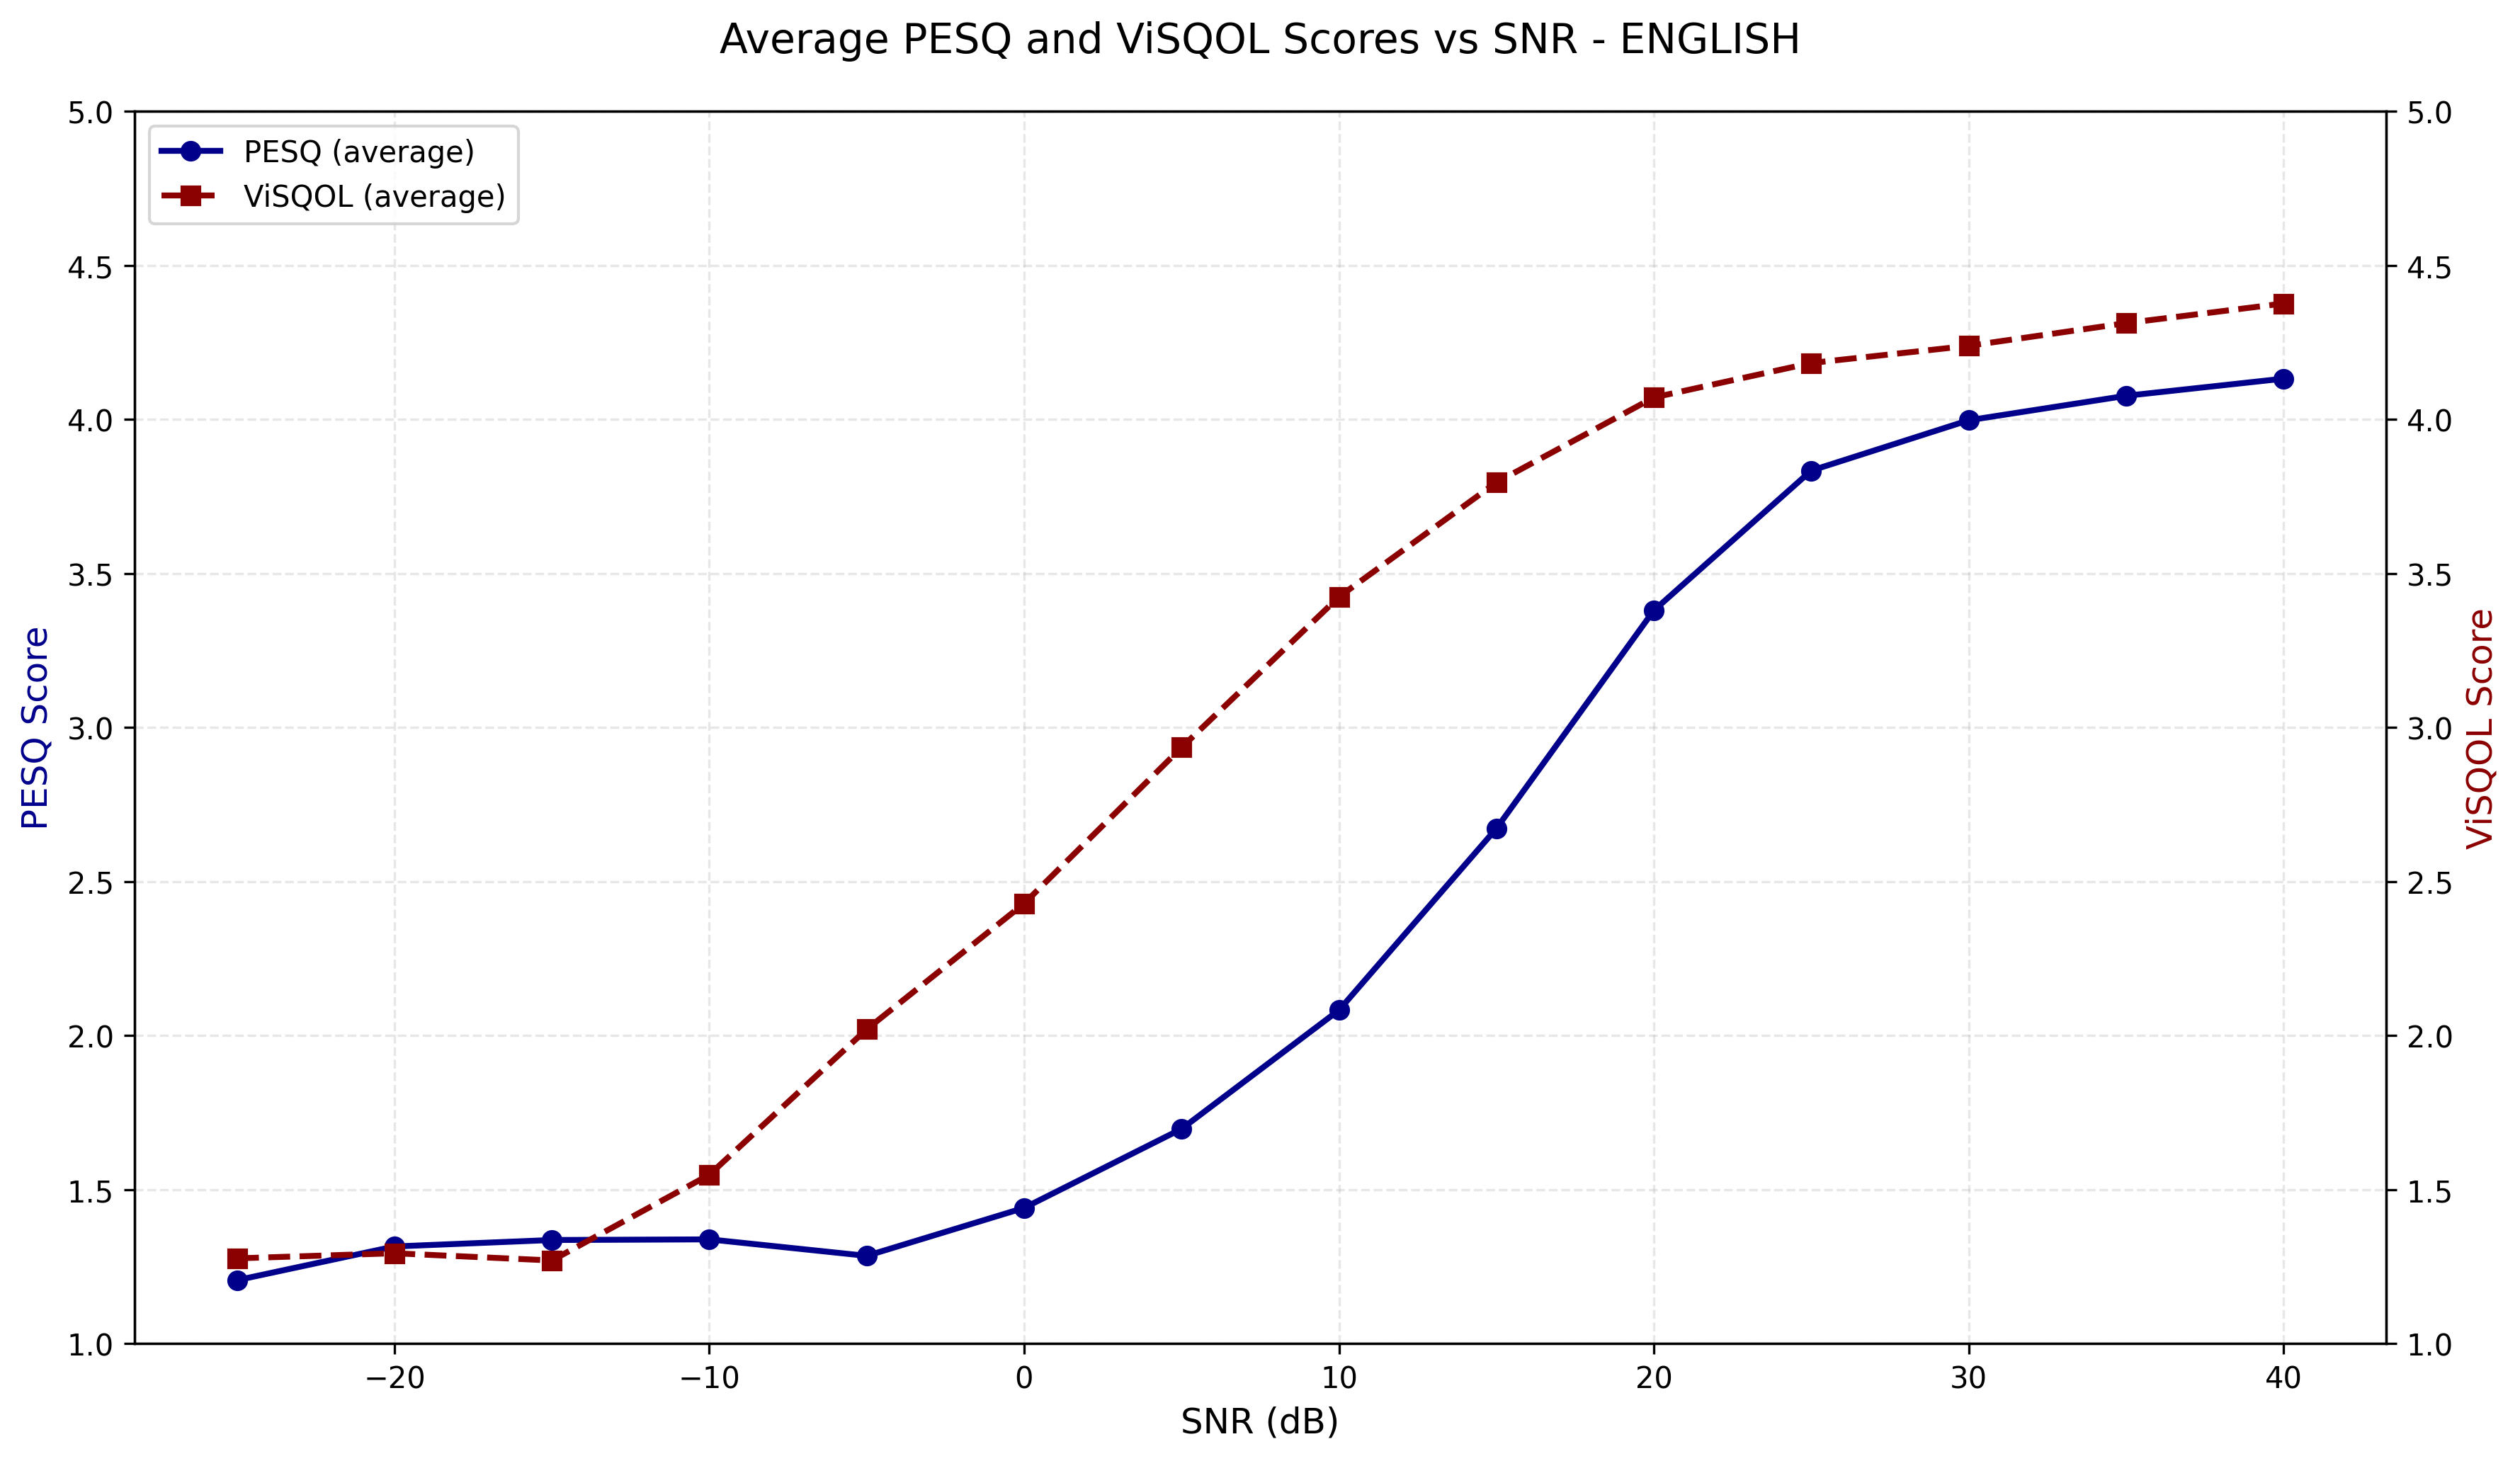 Average PESQ and ViSQOL Scores vs SNR - ENGLISH
PESQ (average)
ViSQOL (average)
5.0
4.5
4.0
3.5
3.0
2.5
2.0
1.5
1.0
PESQ Score
5.0
4.5
4.0
3.5
3.0
2.5
2.0
1.5
1.0
ViSQOL Score
−20 −10 0 10 20 30 40
SNR (dB)